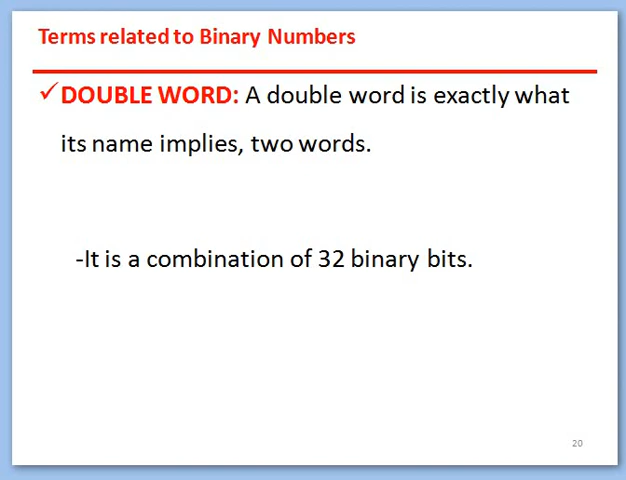 Terms related to Binary Numbers
✓DOUBLE WORD: A double word is exactly what
its name implies, two words.
-It is a combination of 32 binary bits.
20